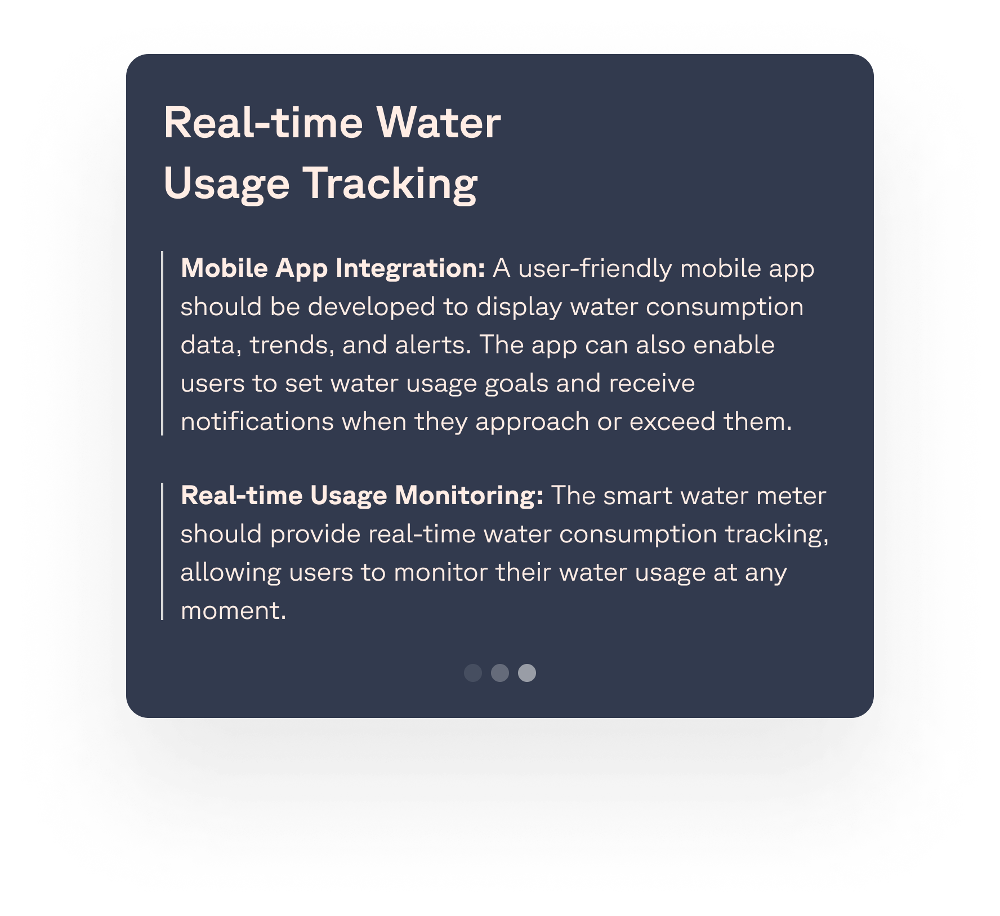 Real-time Water
Usage Tracking
Mobile App Integration: A user-friendly mobile app
should be developed to display water consumption
data, trends, and alerts. The app can also enable
users to set water usage goals and receive
notifications when they approach or exceed them.
Real-time Usage Monitoring: The smart water meter
should provide real-time water consumption tracking,
allowing users to monitor their water usage at any
moment.